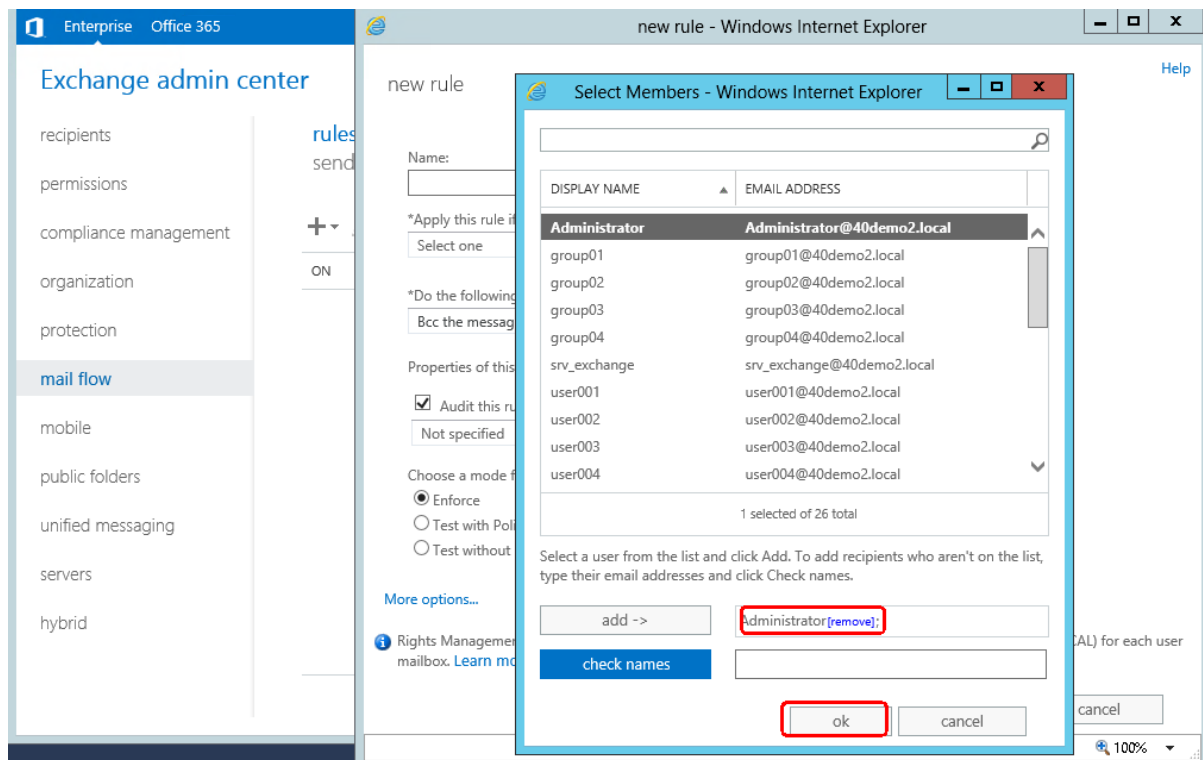 Enterprise Office 365
Exchange admin center
recipients
permissions
compliance management
organization
protection
mail flow
mobile
public folders
unified messaging
servers
hybrid
rules
send
ON
new rule - Windows Internet Explorer
Help
new rule
Name:
*Apply this rule if
Select one
*Do the following
Bcc the messag
Properties of this
Audit this ru
Not specified
Choose a mode f
Enforce
Test with Poli
Test without
More options...
Rights Managemen
mailbox. Learn mo
CAL) for each user
cancel
100%
Select Members - Windows Internet Explorer
DISPLAY NAME EMAIL ADDRESS
Administrator Administrator@40demo2.local
group01 group01@40demo2.local
group02 group02@40demo2.local
group03 group03@40demo2.local
group04 group04@40demo2.local
srv_exchange srv_exchange@40demo2.local
user001 user001@40demo2.local
user002 user002@40demo2.local
user003 user003@40demo2.local
user004 user004@40demo2.local
1 selected of 26 total
Select a user from the list and click Add. To add recipients who aren't on the list,
type their email addresses and click Check names.
add -> Administrator[remove];
check names
ok cancel